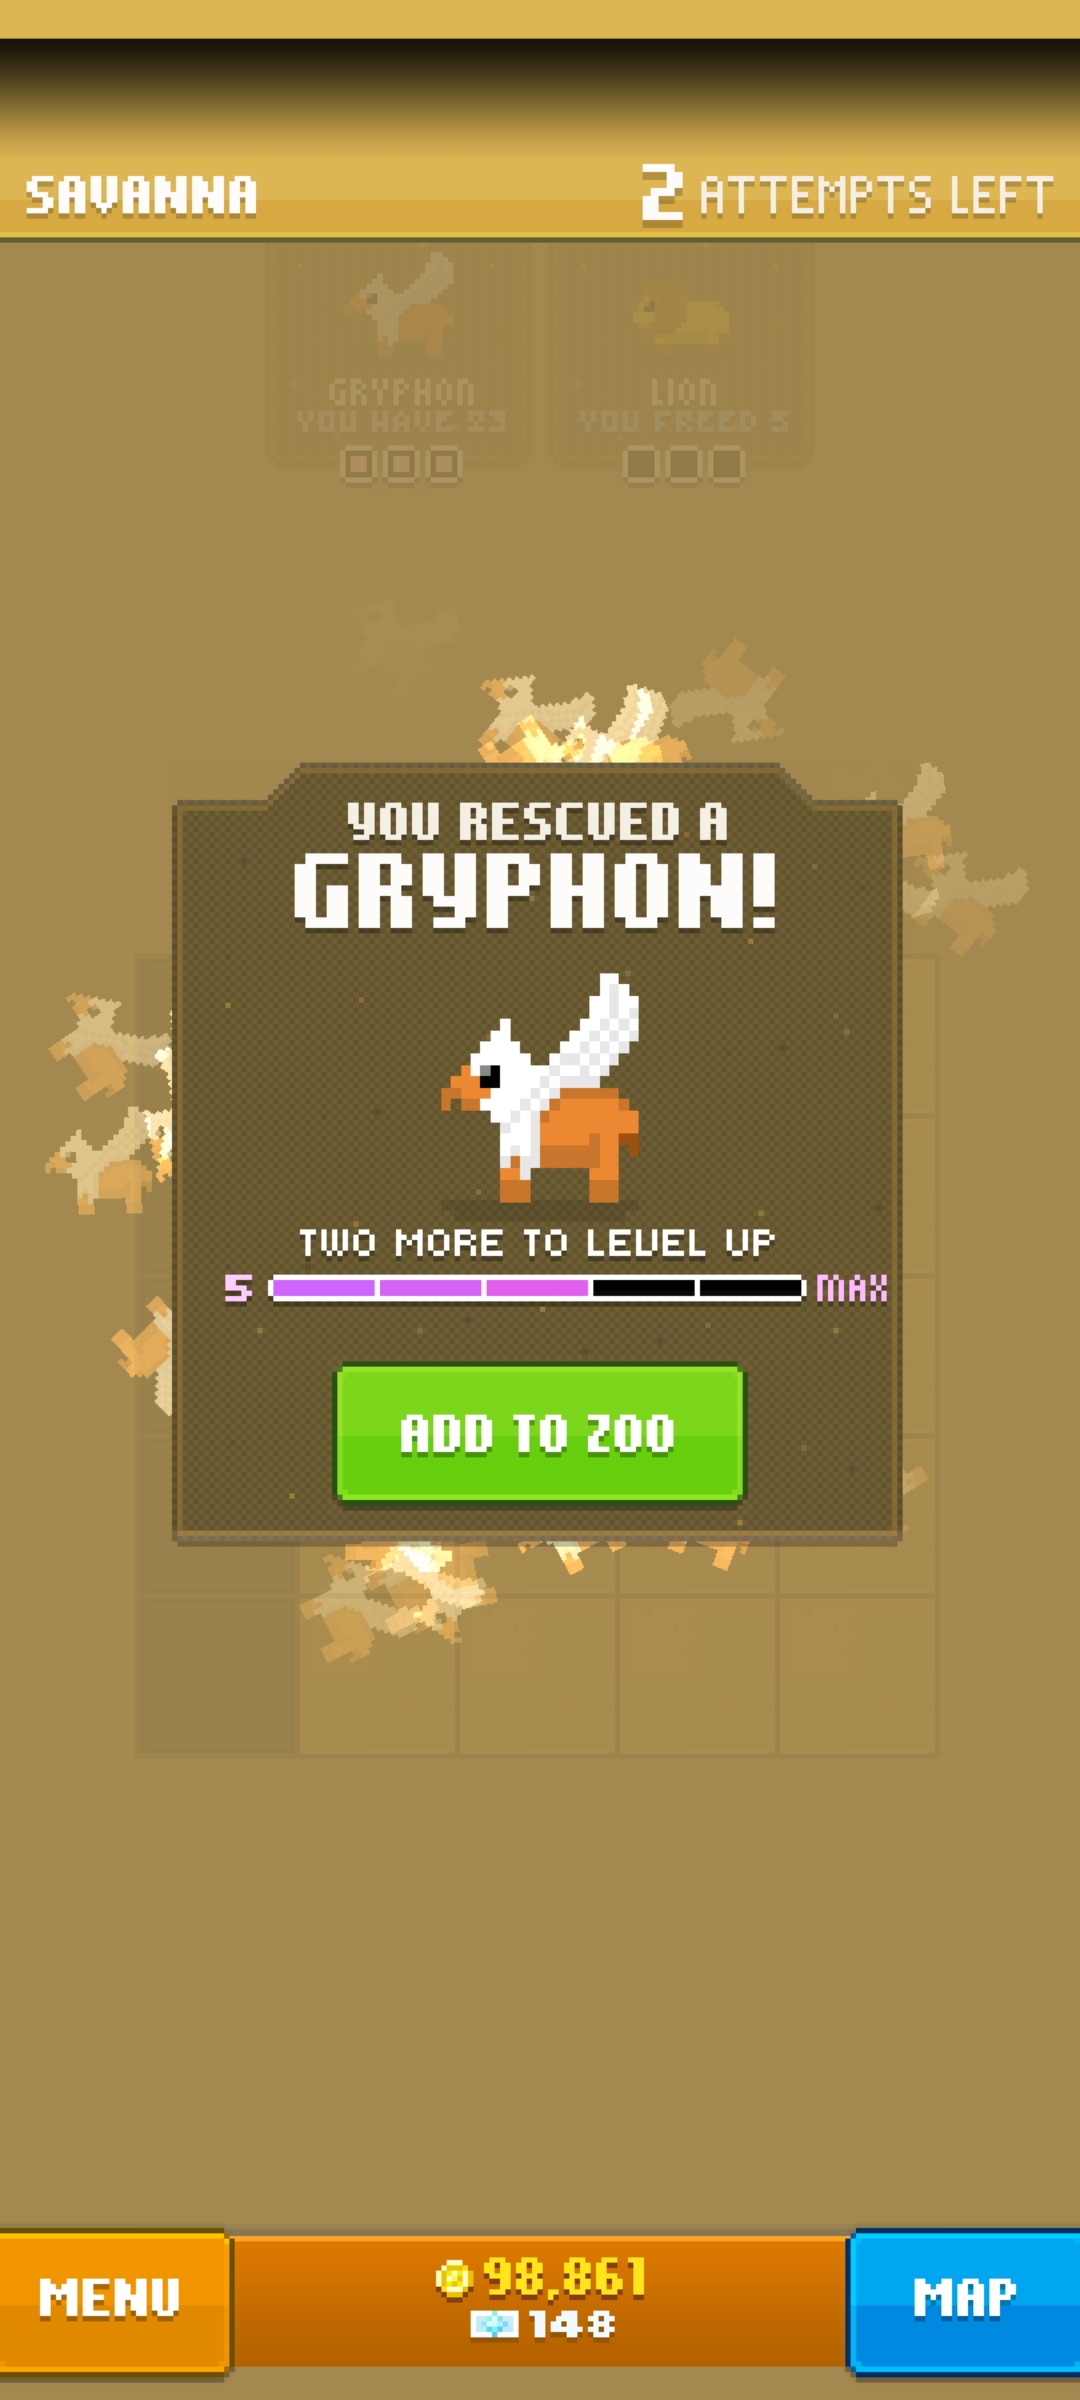 SAVANNA
2 ATTEMPTS LEFT
GRYPHON
LION
YOU HAVE 23
YOU FREED 5
YOU RESCUED A
GRYPHON!
TWO MORE TO LEVEL UP
5
MAX
ADD TO ZOO
MENU
98,861
148
MAP